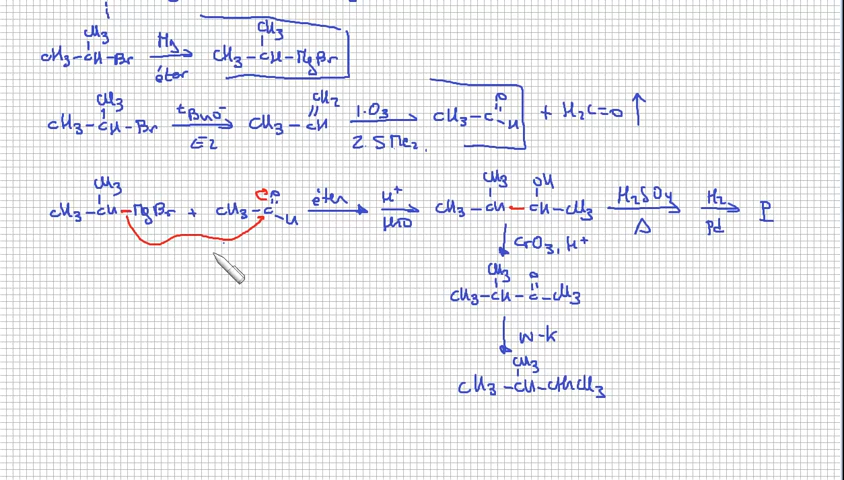 CH3
CH3-CH-Br Mg éter CH3-CH-MgBr
CH3
CH3 CH2
CH3-CH-Br tBuO- E2 CH3-CH 1. O3 2. SMe2. CH3-C-H O + H2C=O ↑
CH3 CH3 OH
CH3-CH-MgBr + CH3-C-H O éter H+ H2O CH3-CH-CH-CH3 H2SO4 Δ H2 Pd P
CrO3, H+
CH3 O
CH3-CH-C-CH3
W-K
CH3
CH3-CH-CH2CH3